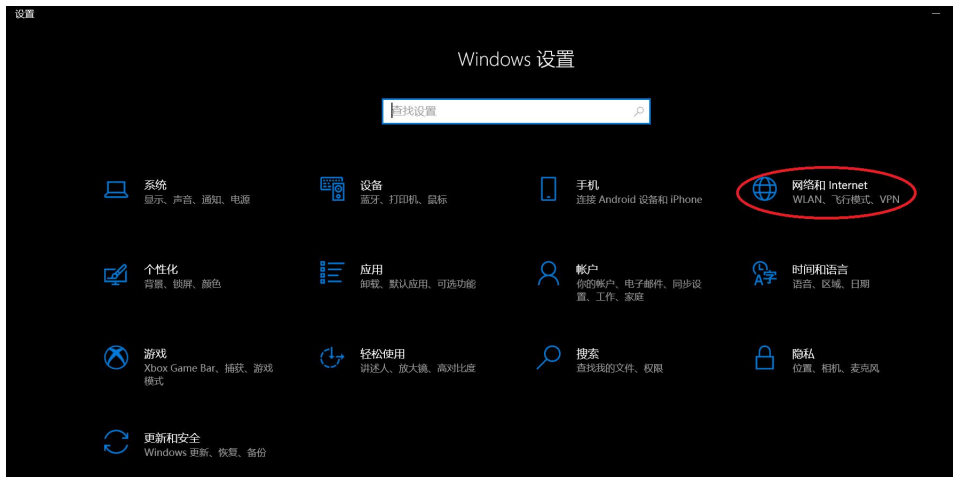 设置
Windows 设置
查找设置
系统
显示、声音、通知、电源
设备
蓝牙、打印机、鼠标
手机
连接 Android 设备和 iPhone
网络和 Internet
WLAN、飞行模式、VPN
个性化
背景、锁屏、颜色
应用
卸载、默认应用、可选功能
帐户
你的帐户、电子邮件、同步设
置、工作、家庭
时间和语言
语音、区域、日期
游戏
Xbox Game Bar、捕获、游戏
模式
轻松使用
讲述人、放大镜、高对比度
搜索
查找我的文件、权限
隐私
位置、相机、麦克风
更新和安全
Windows 更新、恢复、备份